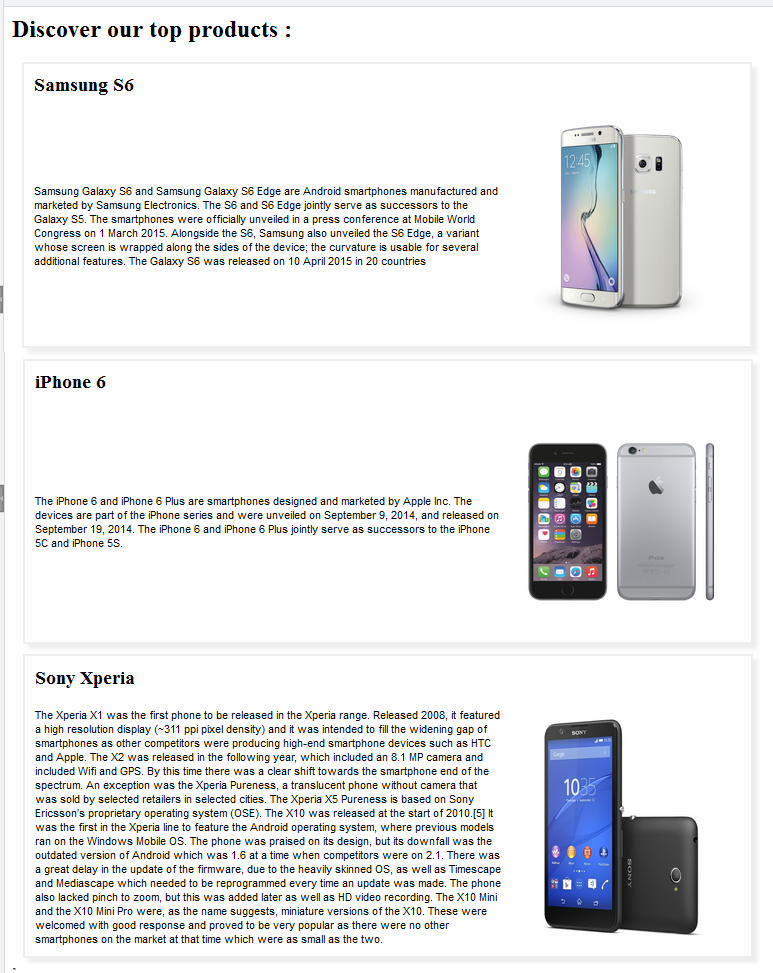 Discover our top products :
Samsung S6
Samsung Galaxy S6 and Samsung Galaxy S6 Edge are Android smartphones manufactured and
marketed by Samsung Electronics. The S6 and S6 Edge jointly serve as successors to the
Galaxy S5. The smartphones were officially unveiled in a press conference at Mobile World
Congress on 1 March 2015. Alongside the S6, Samsung also unveiled the S6 Edge, a variant
whose screen is wrapped along the sides of the device; the curvature is usable for several
additional features. The Galaxy S6 was released on 10 April 2015 in 20 countries
12:45
SAMSUNG
iPhone 6
The iPhone 6 and iPhone 6 Plus are smartphones designed and marketed by Apple Inc. The
devices are part of the iPhone series and were unveiled on September 9, 2014, and released on
September 19, 2014. The iPhone 6 and iPhone 6 Plus jointly serve as successors to the iPhone
5C and iPhone 5S.
iPhone
Sony Xperia
The Xperia X1 was the first phone to be released in the Xperia range. Released 2008, it featured
a high resolution display (~311 ppi pixel density) and it was intended to fill the widening gap of
smartphones as other competitors were producing high-end smartphone devices such as HTC
and Apple. The X2 was released in the following year, which included an 8.1 MP camera and
included Wifi and GPS. By this time there was a clear shift towards the smartphone end of the
spectrum. An exception was the Xperia Pureness, a translucent phone without camera that
was sold by selected retailers in selected cities. The Xperia X5 Pureness is based on Sony
Ericsson's proprietary operating system (OSE). The X10 was released at the start of 2010.[5] It
was the first in the Xperia line to feature the Android operating system, where previous models
ran on the Windows Mobile OS. The phone was praised on its design, but its downfall was the
outdated version of Android which was 1.6 at a time when competitors were on 2.1. There was
a great delay in the update of the firmware, due to the heavily skinned OS, as well as Timescape
and Mediascape which needed to be reprogrammed every time an update was made. The phone
also lacked pinch to zoom, but this was added later as well as HD video recording. The X10 Mini
and the X10 Mini Pro were, as the name suggests, miniature versions of the X10. These were
welcomed with good response and proved to be very popular as there were no other
smartphones on the market at that time which were as small as the two.
SONY
Google
10:35
SONY